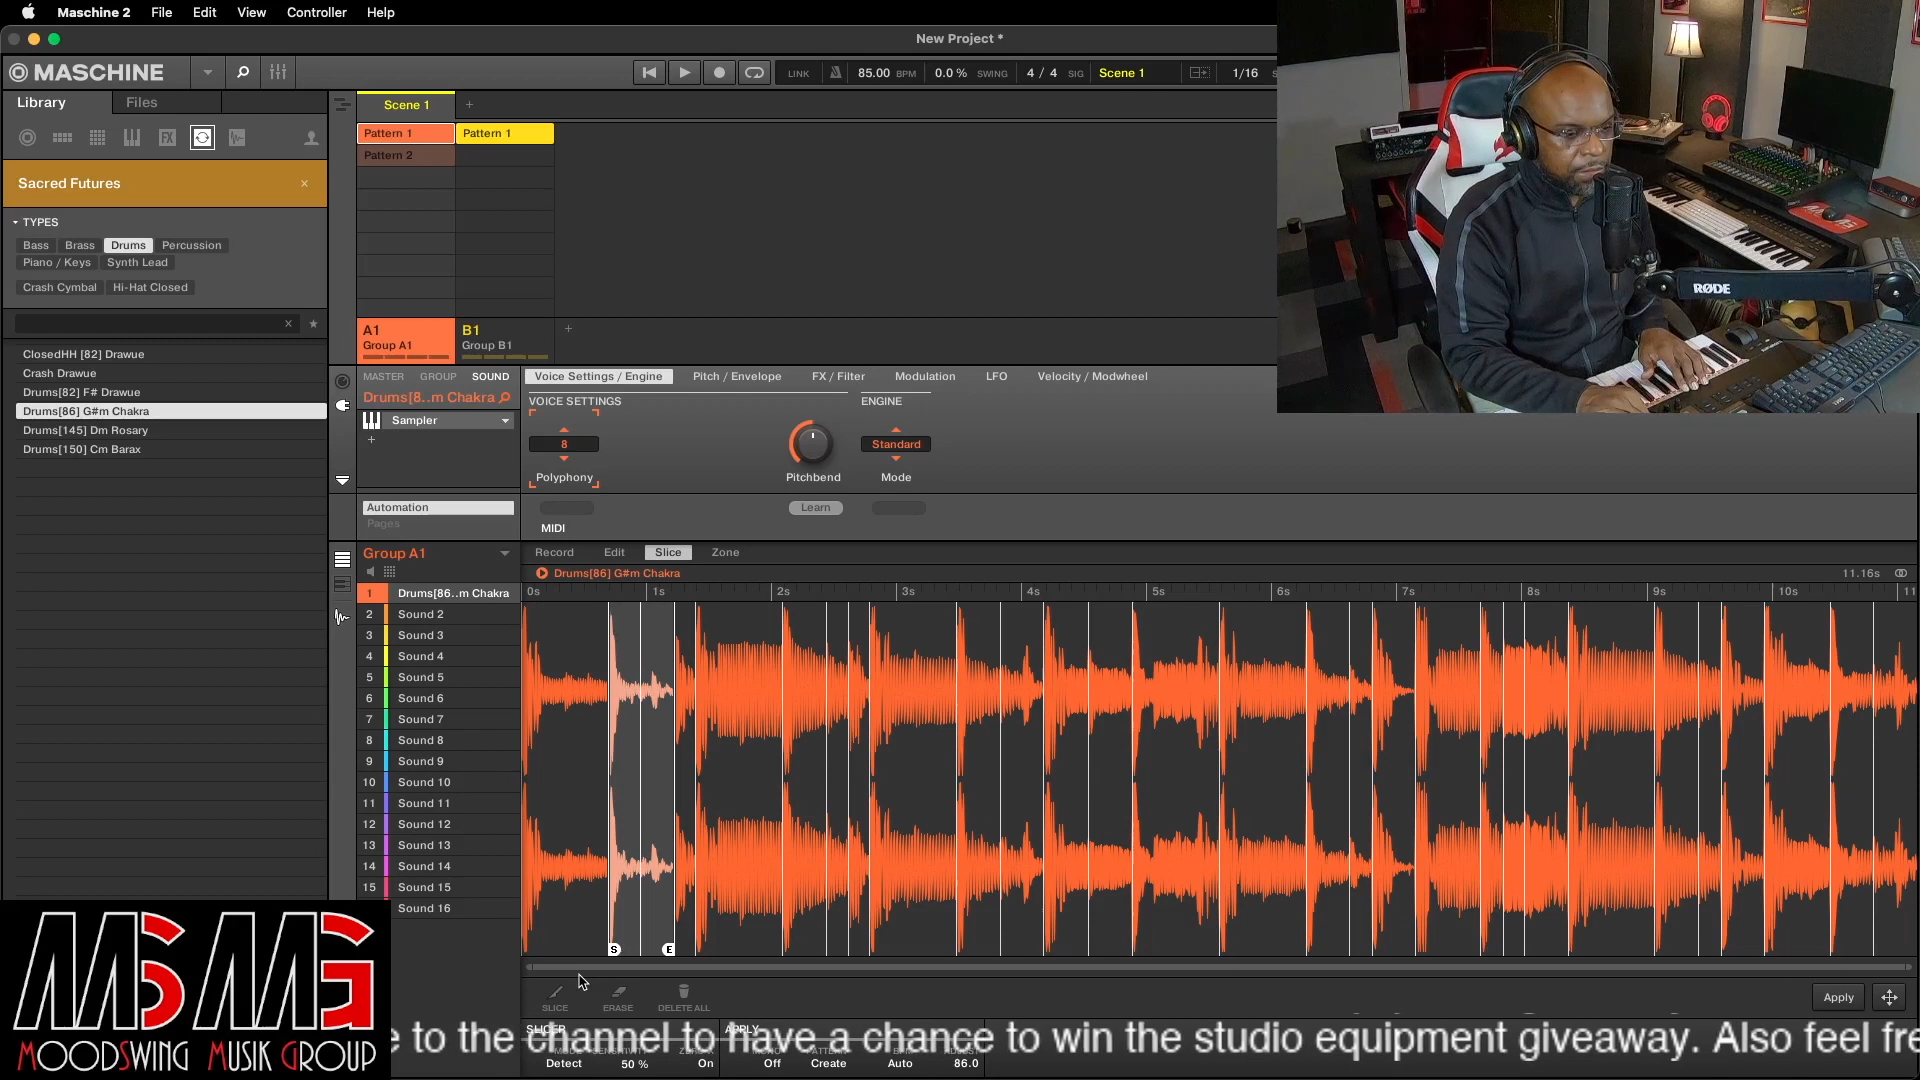 Maschine 2 File Edit View Controller Help
New Project *
MASCHINE
LINK 85.00 BPM 0.0 % SWING 4 / 4 SIG Scene 1 1/16
Library Files
Scene 1 +
Pattern 1 Pattern 1
Pattern 2
Sacred Futures ×
TYPES
Bass Brass Drums Percussion
Piano / Keys Synth Lead
Crash Cymbal Hi-Hat Closed
A1 B1 +
Group A1 Group B1
ClosedHH [82] Drawue
Crash Drawue
Drums[82] F# Drawue
Drums[86] G#m Chakra
Drums[145] Dm Rosary
Drums[150] Cm Barax
MASTER GROUP SOUND
Drums[8..m Chakra
Sampler
+
Voice Settings / Engine Pitch / Envelope FX / Filter Modulation LFO Velocity / Modwheel
VOICE SETTINGS ENGINE
8 Standard
Polyphony Pitchbend Mode
Learn
MIDI
Automation
Pages
Group A1
Record Edit Slice Zone
Drums[86] G#m Chakra 11.16s
0s 1s 2s 3s 4s 5s 6s 7s 8s 9s 10s 11
1 Drums[86..m Chakra
2 Sound 2
3 Sound 3
4 Sound 4
5 Sound 5
6 Sound 6
7 Sound 7
8 Sound 8
9 Sound 9
10 Sound 10
11 Sound 11
12 Sound 12
13 Sound 13
14 Sound 14
15 Sound 15
Sound 16
S E
SLICE ERASE DELETE ALL Apply
SLICER APPLY
e to the channel to have a chance to win the studio equipment giveaway. Also feel fre
Detect 50 % On Off Create Auto 86.0
RØDE
MS MG
MOODSWING MUSIK GROUP